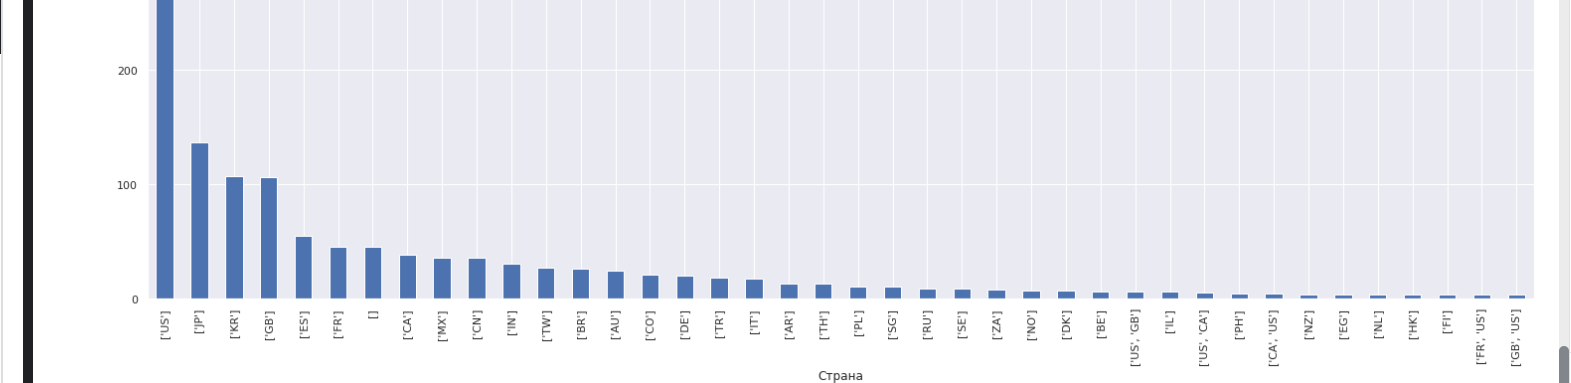 200
100
0
['US']
['JP']
['KR']
['GB']
['ES']
['FR']
[]
['CA']
['MX']
['CN']
['IN']
['TW']
['BR']
['AU']
['CO']
['DE']
['TR']
['IT']
['AR']
['TH']
['PL']
['SG']
['RU']
['SE']
['ZA']
['NO']
['DK']
['BE']
['US', 'GB']
['IL']
['US', 'CA']
['PH']
['CA', 'US']
['NZ']
['EG']
['NL']
['HK']
['FI']
['FR', 'US']
['GB', 'US']
Страна